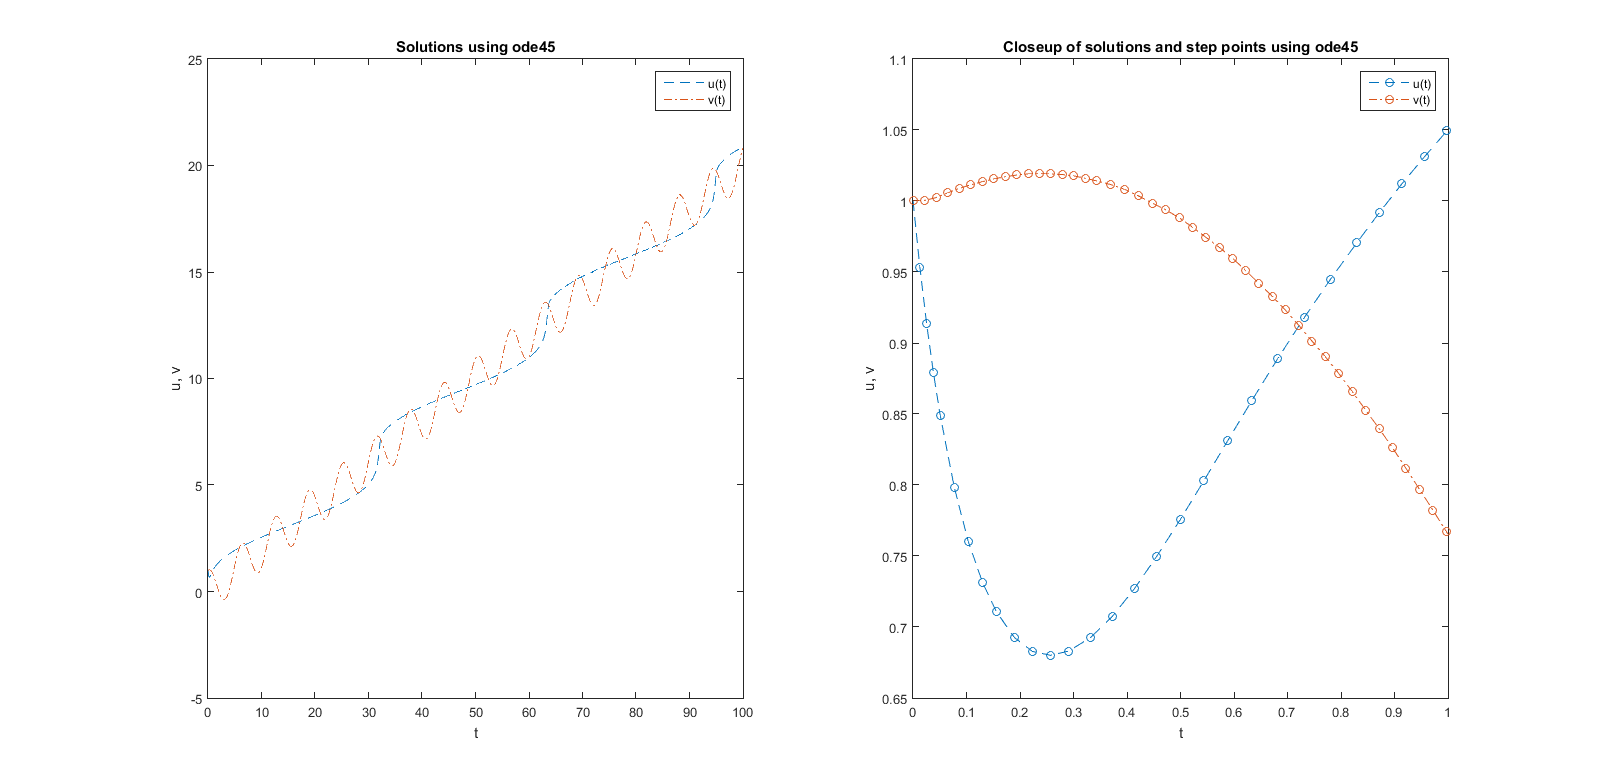 Solutions using ode45
25
20
15
10
5
0
-5
u, v
0 10 20 30 40 50 60 70 80 90 100
t
u(t)
v(t)
Closeup of solutions and step points using ode45
1.1
1.05
1
0.95
0.9
0.85
0.8
0.75
0.7
0.65
u, v
0 0.1 0.2 0.3 0.4 0.5 0.6 0.7 0.8 0.9 1
t
u(t)
v(t)